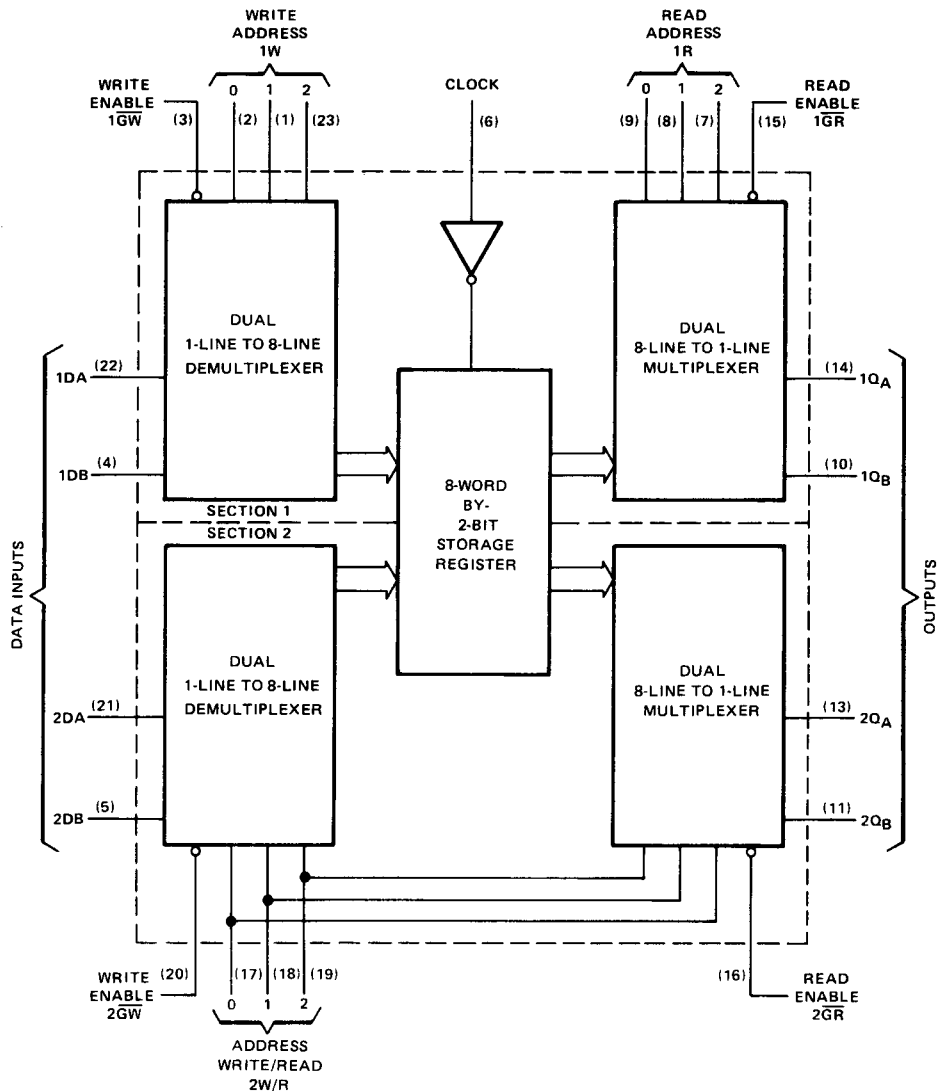 WRITE
ADDRESS
1W
READ
ADDRESS
1R
WRITE
ENABLE
1G̅W̅
0 1 2
CLOCK
0 1 2
READ
ENABLE
1G̅R̅
(3) (2) (1) (23)
(6)
(9) (8) (7) (15)
DUAL
1-LINE TO 8-LINE
DEMULTIPLEXER
DUAL
8-LINE TO 1-LINE
MULTIPLEXER
1DA (22)
(14) 1QA
1DB (4)
(10) 1QB
8-WORD
BY-
2-BIT
STORAGE
REGISTER
SECTION 1
SECTION 2
DATA INPUTS
OUTPUTS
DUAL
1-LINE TO 8-LINE
DEMULTIPLEXER
DUAL
8-LINE TO 1-LINE
MULTIPLEXER
2DA (21)
(13) 2QA
2DB (5)
(11) 2QB
WRITE
ENABLE
2G̅W̅
(20) (17) (18) (19)
0 1 2
(16)
READ
ENABLE
2G̅R̅
ADDRESS
WRITE/READ
2W/R